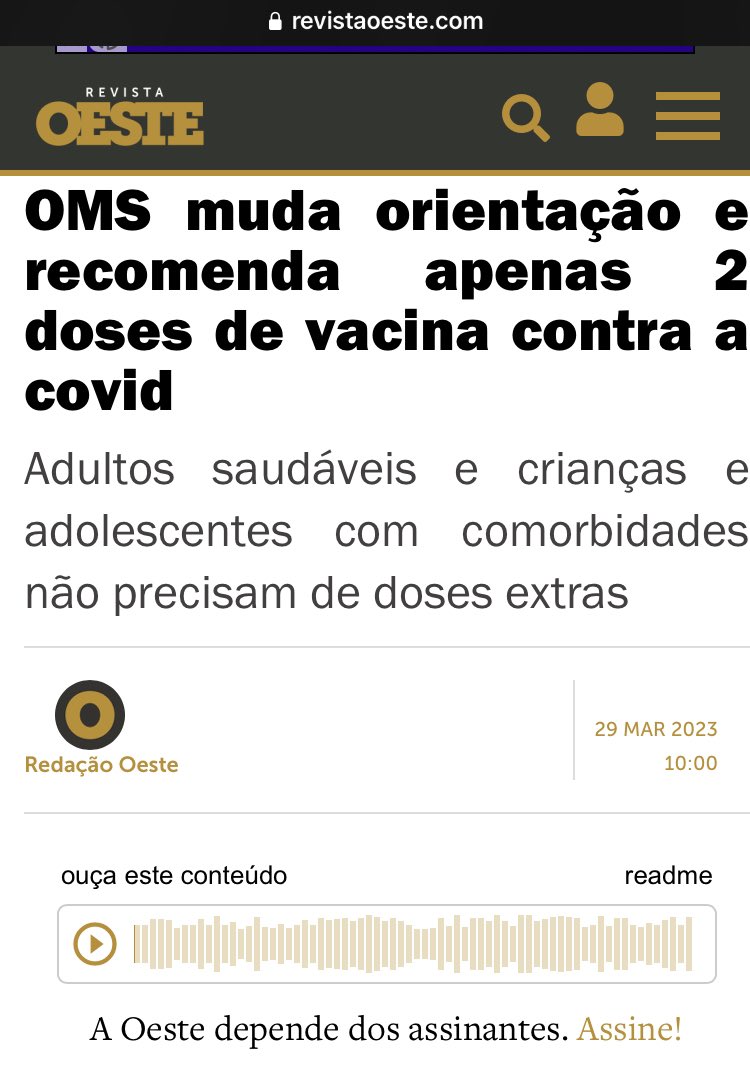 revistaoeste.com
REVISTA
OESTE
OMS muda orientação e
recomenda apenas 2
doses de vacina contra a
covid
Adultos saudáveis e crianças e
adolescentes com comorbidades
não precisam de doses extras
O
Redação Oeste
29 MAR 2023
10:00
ouça este conteúdo
readme
A Oeste depende dos assinantes. Assine!